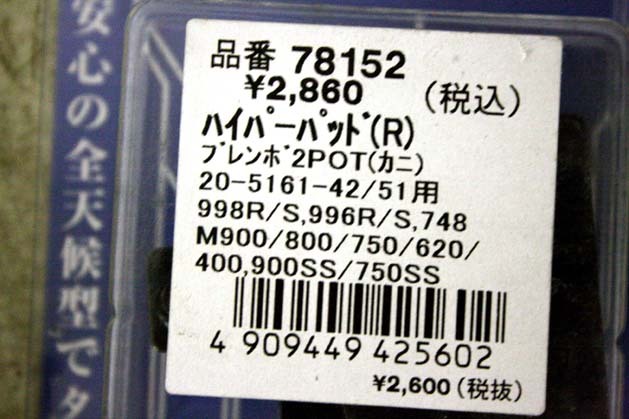 安心の全天候型でタ
品番 78152
¥2,860 (税込)
ハイパーパッド(R)
ブレンボ2POT(カニ)
20-5161-42/51用
998R/S,996R/S,748
M900/800/750/620/
400,900SS/750SS
4 909449 425602
¥2,600(税抜)